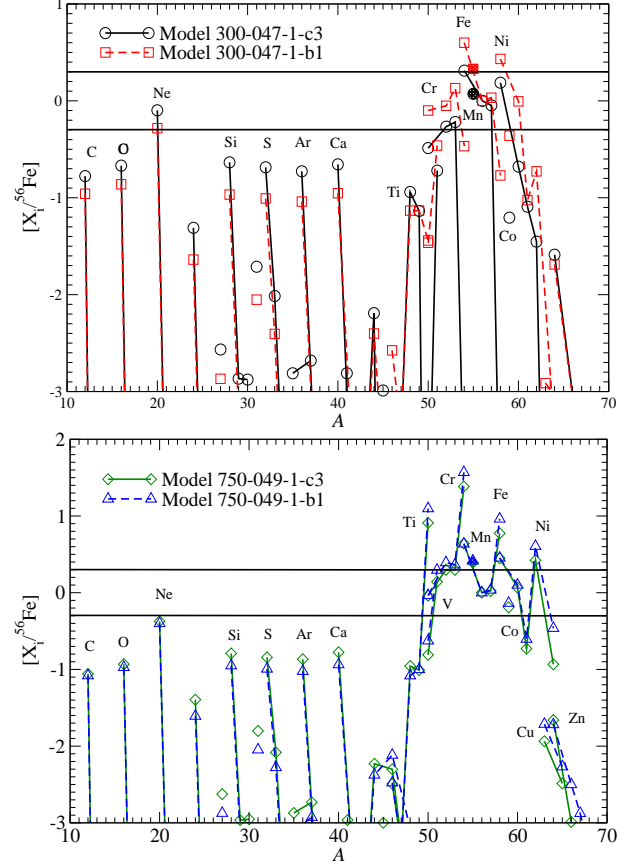 Model 300-047-1-c3
Model 300-047-1-b1
Fe
Ni
Ne
Cr
Mn
C
O
Si
S
Ar
Ca
Ti
Co
[Xᵢ/⁵⁶Fe]
1
0
-1
-2
-3
10 20 30 40 50 60 70
A
Model 750-049-1-c3
Model 750-049-1-b1
Cr
Ti
Mn
Fe
Ni
Ne
V
Co
C
O
Si
S
Ar
Ca
Cu
Zn
[Xᵢ/⁵⁶Fe]
2
1
0
-1
-2
-3
10 20 30 40 50 60 70
A